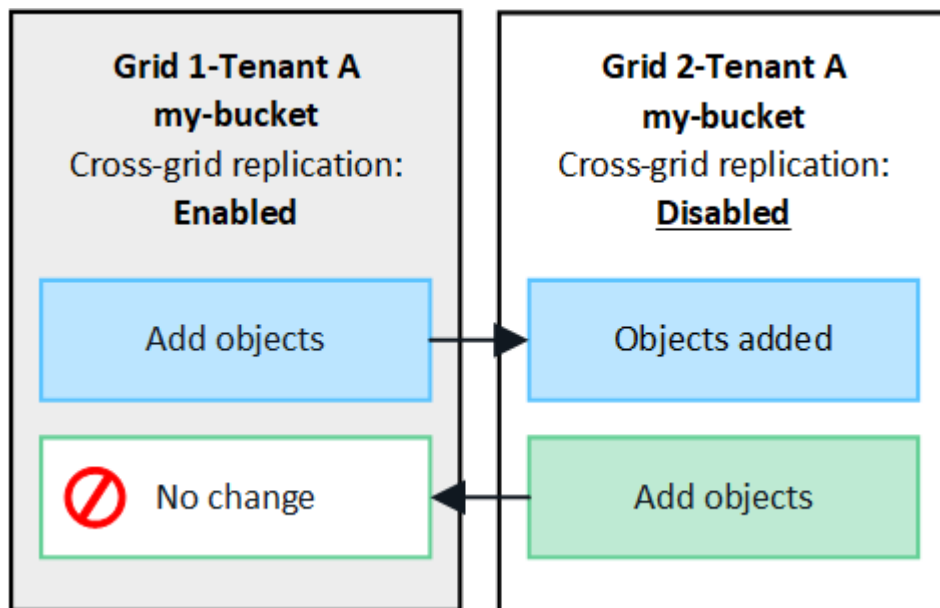 Grid 1-Tenant A
my-bucket
Cross-grid replication:
Enabled
Add objects
No change
Grid 2-Tenant A
my-bucket
Cross-grid replication:
Disabled
Objects added
Add objects